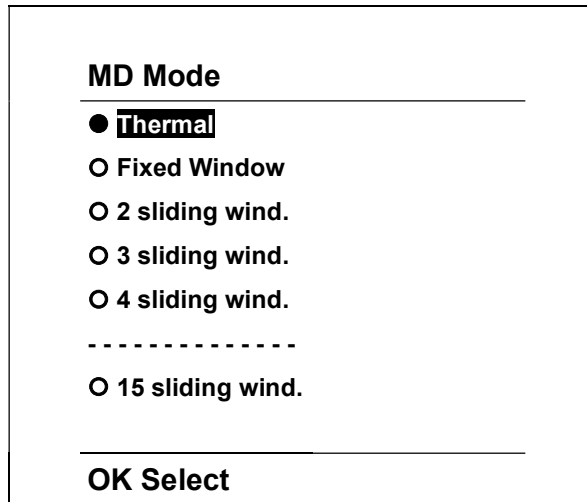 MD Mode
Thermal
Fixed Window
2 sliding wind.
3 sliding wind.
4 sliding wind.
- - - - - - - - - - - - - -
15 sliding wind.
OK Select